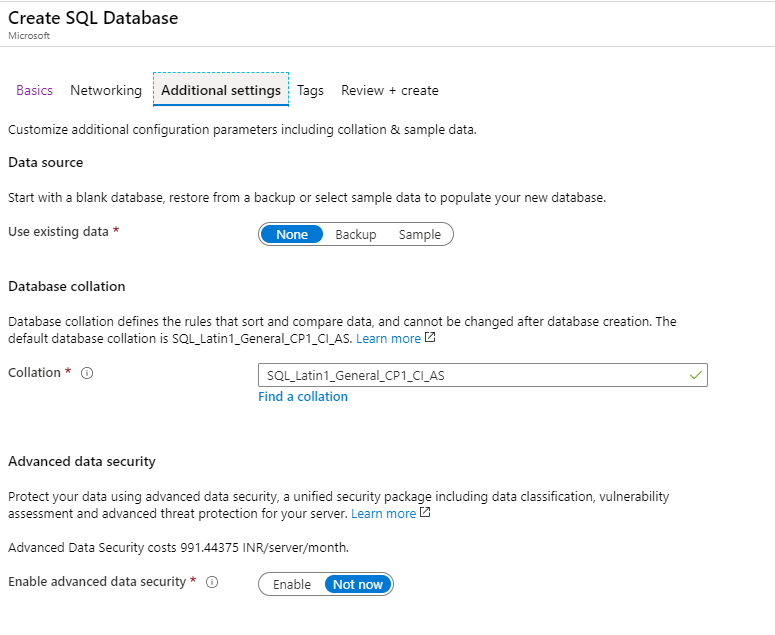 Create SQL Database
Microsoft
Basics Networking Additional settings Tags Review + create
Customize additional configuration parameters including collation & sample data.
Data source
Start with a blank database, restore from a backup or select sample data to populate your new database.
Use existing data * None Backup Sample
Database collation
Database collation defines the rules that sort and compare data, and cannot be changed after database creation. The
default database collation is SQL_Latin1_General_CP1_CI_AS. Learn more
Collation * SQL_Latin1_General_CP1_CI_AS
Find a collation
Advanced data security
Protect your data using advanced data security, a unified security package including data classification, vulnerability
assessment and advanced threat protection for your server. Learn more
Advanced Data Security costs 991.44375 INR/server/month.
Enable advanced data security * Enable Not now